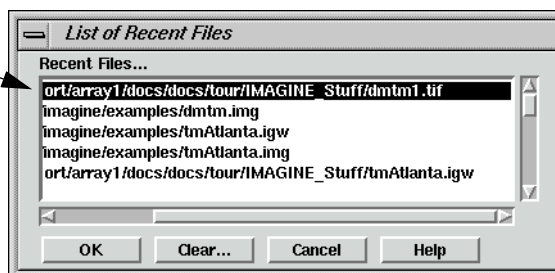 List of Recent Files
Recent Files...
ort/array1/docs/docs/tour/IMAGINE_Stuff/dmtm1.tif
imagine/examples/dmtm.img
imagine/examples/tmAtlanta.igw
imagine/examples/tmAtlanta.img
ort/array1/docs/docs/tour/IMAGINE_Stuff/tmAtlanta.igw
OK Clear... Cancel Help